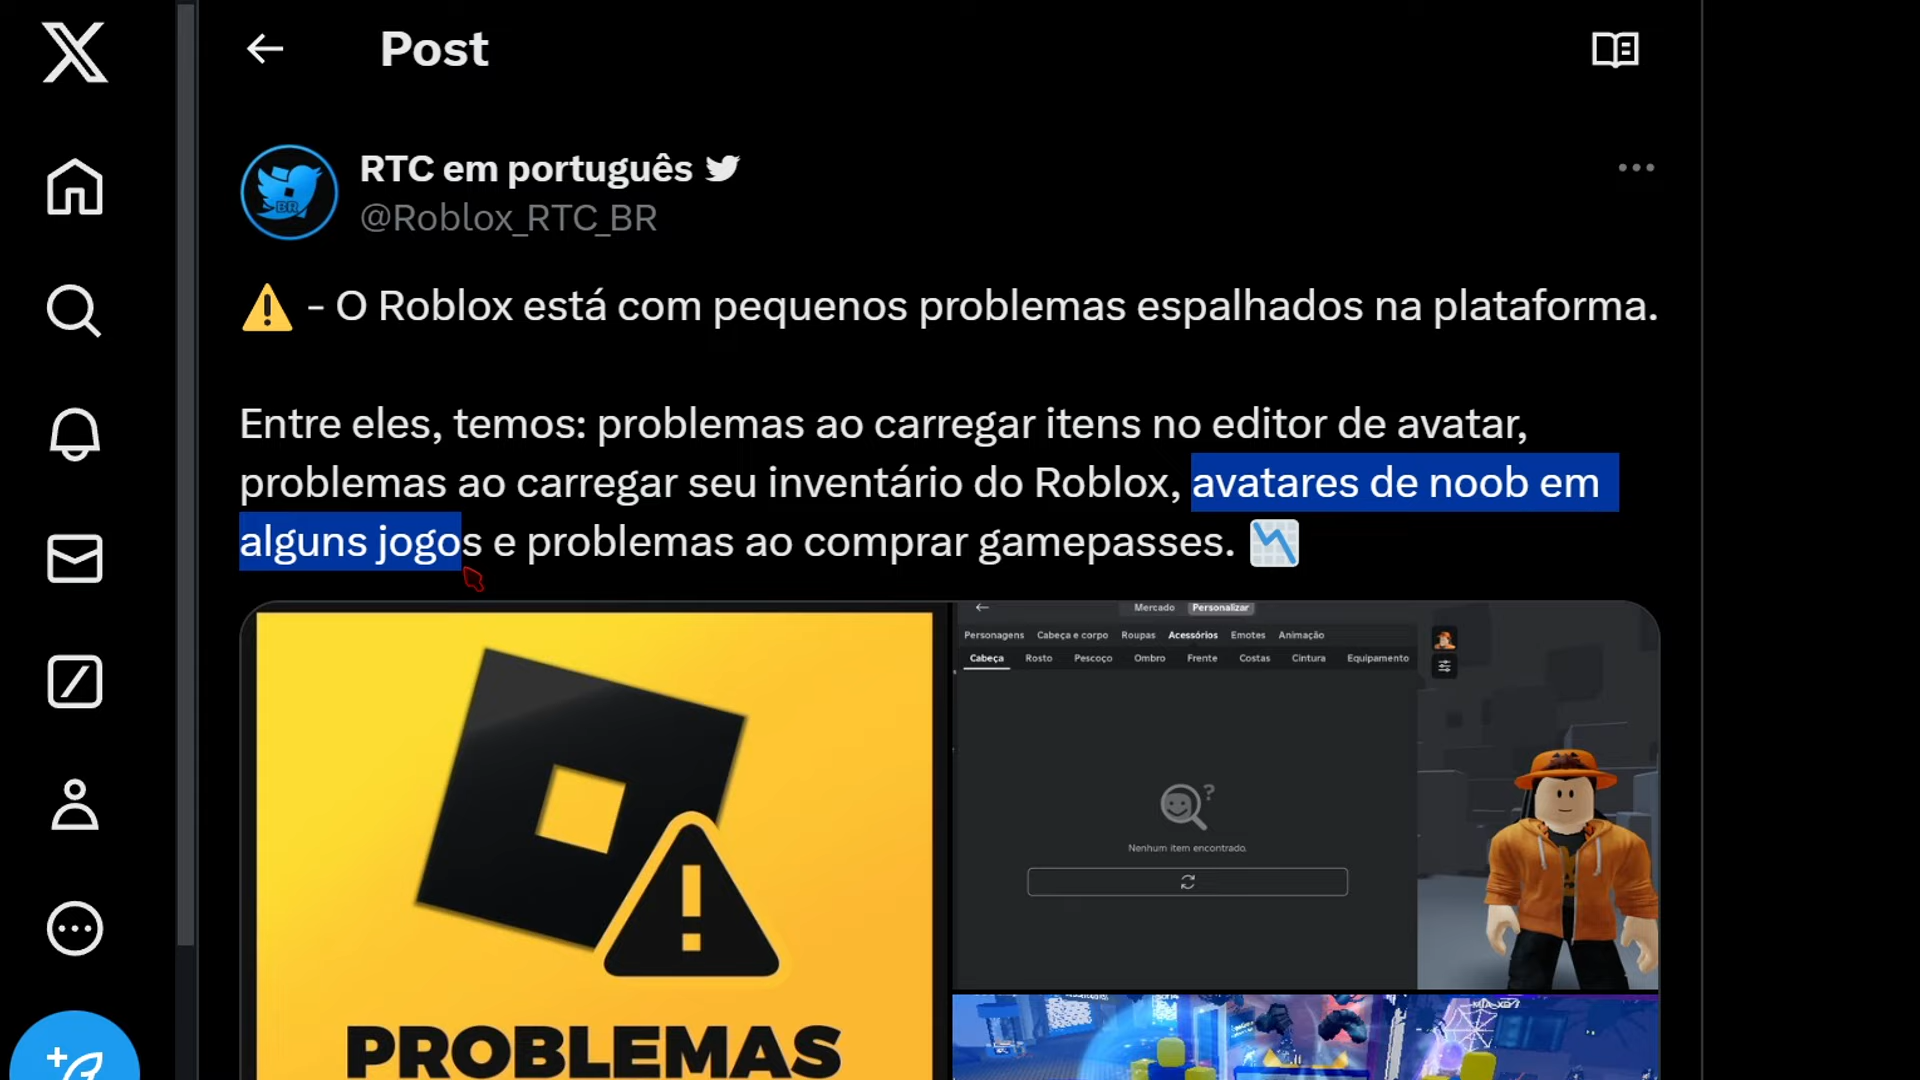 Post
RTC em português
@Roblox_RTC_BR
⚠️ - O Roblox está com pequenos problemas espalhados na plataforma.
Entre eles, temos: problemas ao carregar itens no editor de avatar,
problemas ao carregar seu inventário do Roblox, avatares de noob em
alguns jogos e problemas ao comprar gamepasses. 📉
BR
PROBLEMAS
Mercado Personalizar
Personagens Cabeça e corpo Roupas Acessórios Emotes Animação
Cabeça Rosto Pescoço Ombro Frente Costas Cintura Equipamento
Nenhum item encontrado.